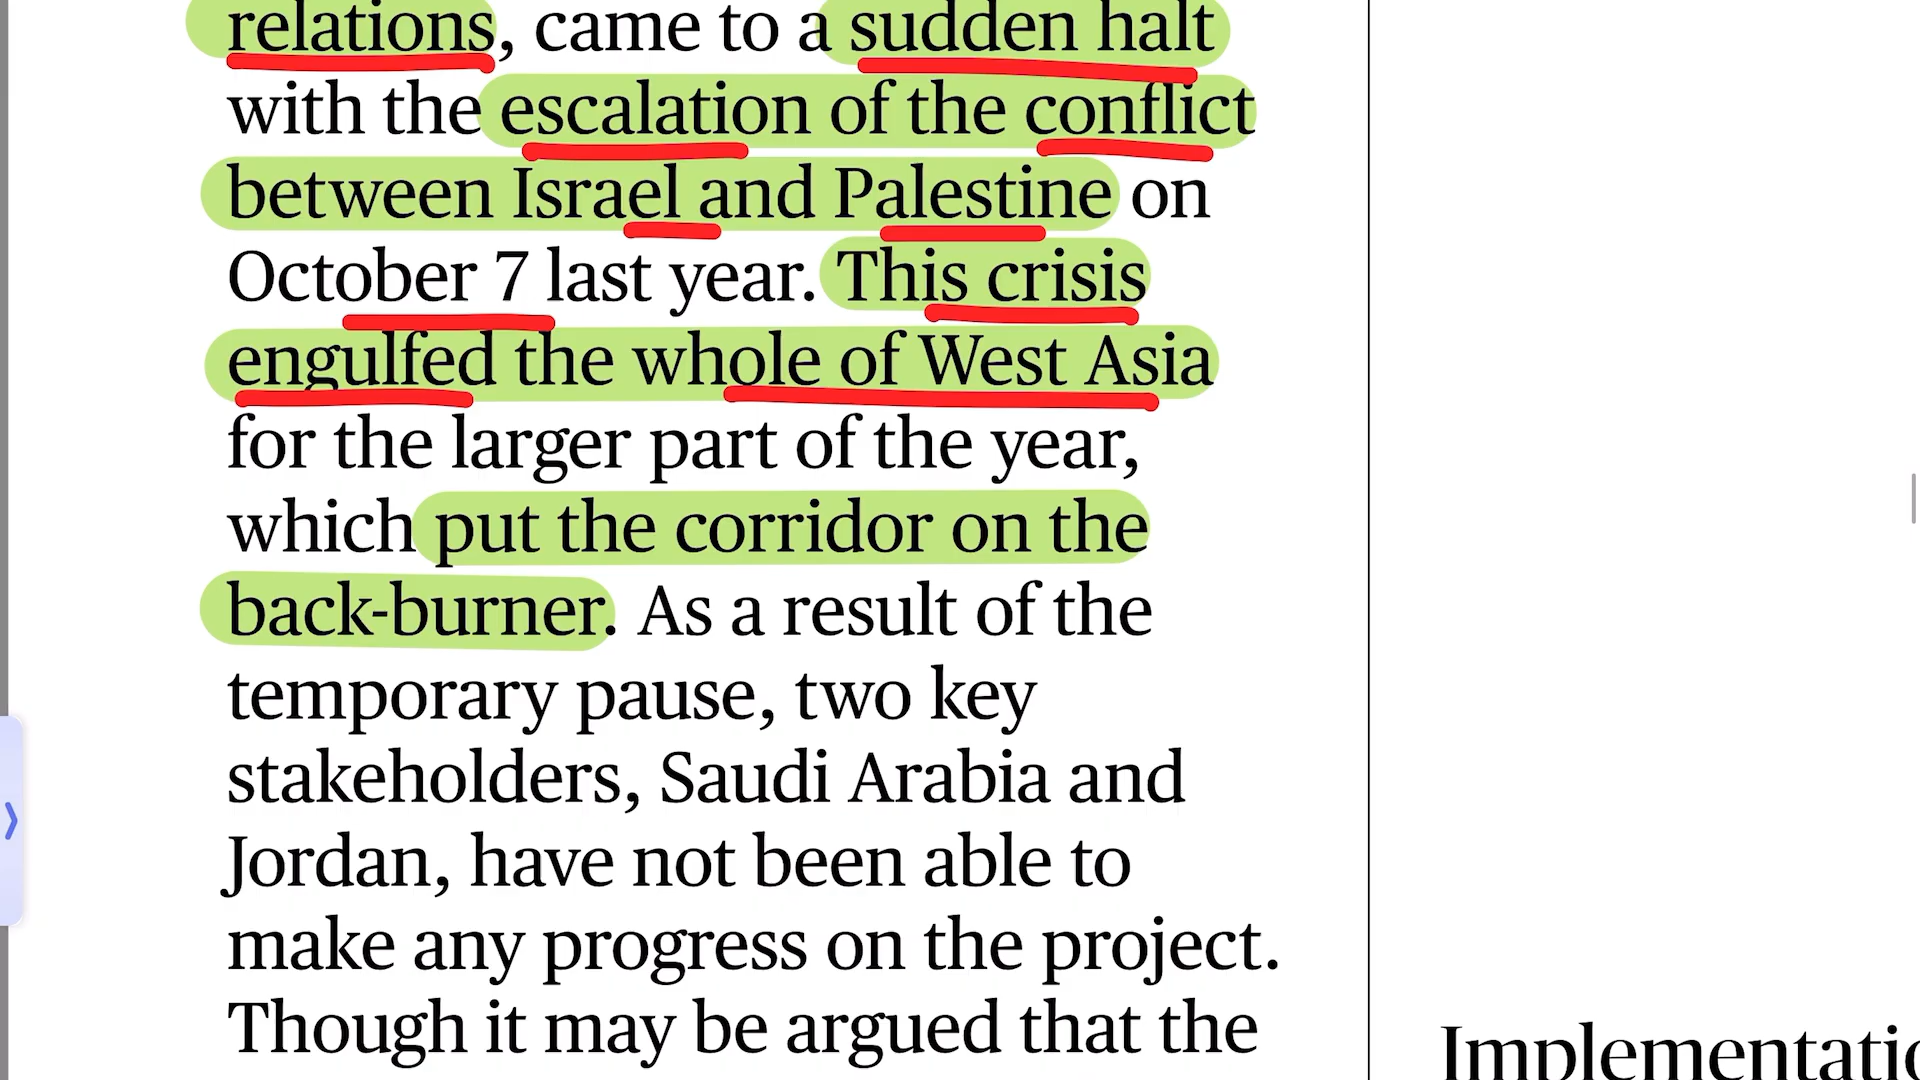 relations, came to a sudden halt
with the escalation of the conflict
between Israel and Palestine on
October 7 last year. This crisis
engulfed the whole of West Asia
for the larger part of the year,
which put the corridor on the
back-burner. As a result of the
temporary pause, two key
stakeholders, Saudi Arabia and
Jordan, have not been able to
make any progress on the project.
Though it may be argued that the